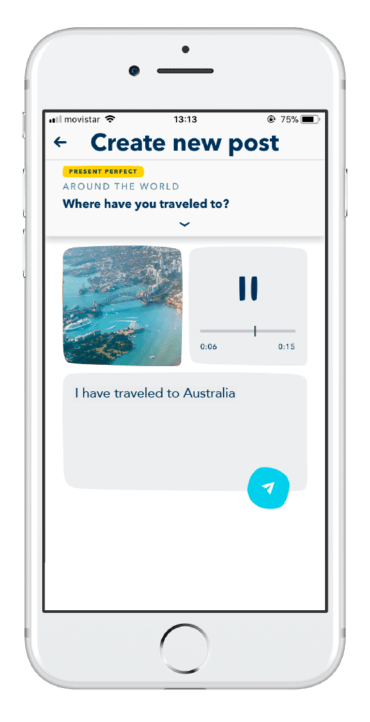 movistar 13:13 75%
Create new post
PRESENT PERFECT
AROUND THE WORLD
Where have you traveled to?
0:06 0:15
I have traveled to Australia